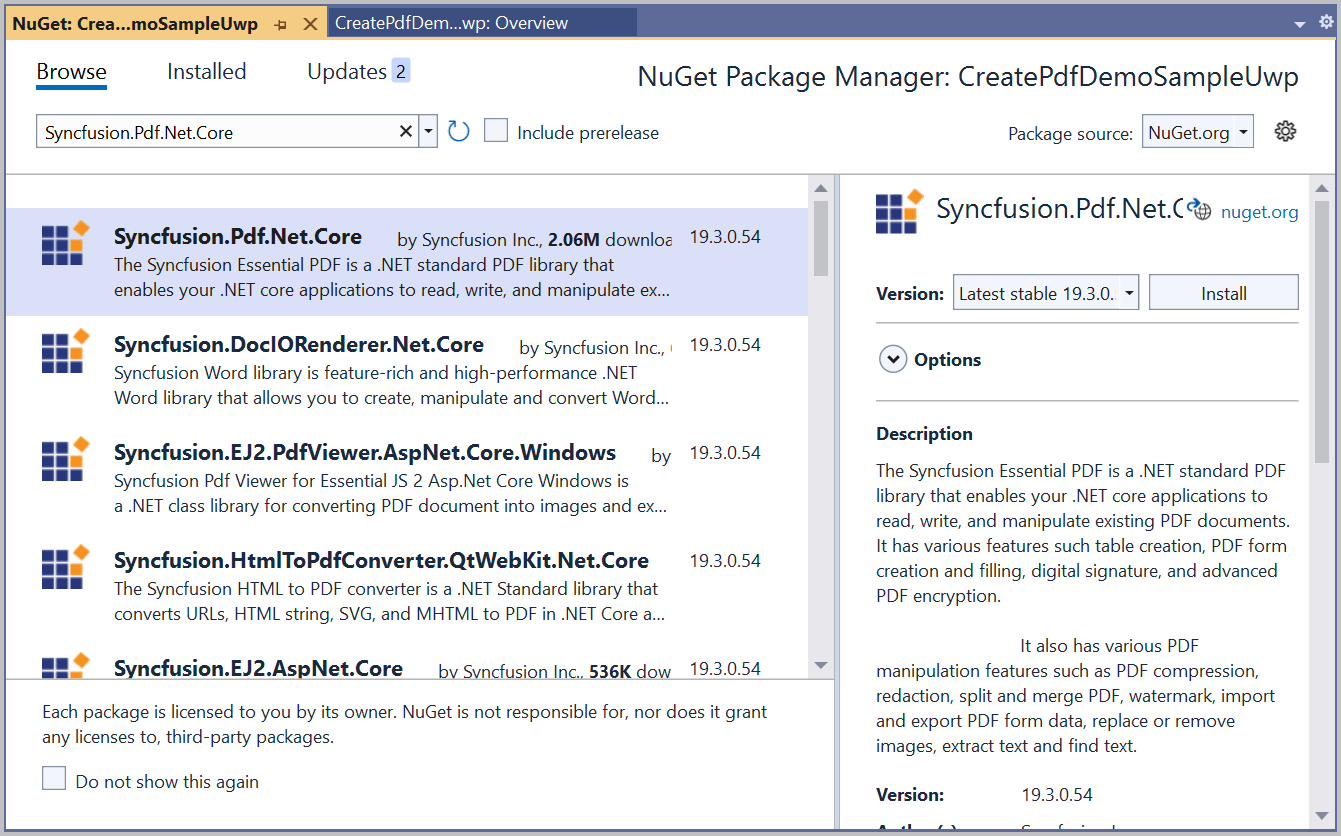 NuGet: Crea...moSampleUwp
CreatePdfDem...wp: Overview
Browse
Installed
Updates 2
NuGet Package Manager: CreatePdfDemoSampleUwp
Syncfusion.Pdf.Net.Core
Include prerelease
Package source: NuGet.org
Syncfusion.Pdf.Net.Core by Syncfusion Inc., 2.06M downloa 19.3.0.54
The Syncfusion Essential PDF is a .NET standard PDF library that
enables your .NET core applications to read, write, and manipulate ex...
Syncfusion.DocIORenderer.Net.Core by Syncfusion Inc., 19.3.0.54
Syncfusion Word library is feature-rich and high-performance .NET
Word library that allows you to create, manipulate and convert Word...
Syncfusion.EJ2.PdfViewer.AspNet.Core.Windows by 19.3.0.54
Syncfusion Pdf Viewer for Essential JS 2 Asp.Net Core Windows is
a .NET class library for converting PDF document into images and ex...
Syncfusion.HtmlToPdfConverter.QtWebKit.Net.Core 19.3.0.54
The Syncfusion HTML to PDF converter is a .NET Standard library that
converts URLs, HTML string, SVG, and MHTML to PDF in .NET Core a...
Syncfusion.EJ2.AspNet.Core by Syncfusion Inc., 536K dow 19.3.0.54
Each package is licensed to you by its owner. NuGet is not responsible for, nor does it grant
any licenses to, third-party packages.
Do not show this again
Syncfusion.Pdf.Net.C nuget.org
Version: Latest stable 19.3.0. Install
Options
Description
The Syncfusion Essential PDF is a .NET standard PDF
library that enables your .NET core applications to
read, write, and manipulate existing PDF documents.
It has various features such table creation, PDF form
creation and filling, digital signature, and advanced
PDF encryption.
It also has various PDF
manipulation features such as PDF compression,
redaction, split and merge PDF, watermark, import
and export PDF form data, replace or remove
images, extract text and find text.
Version: 19.3.0.54